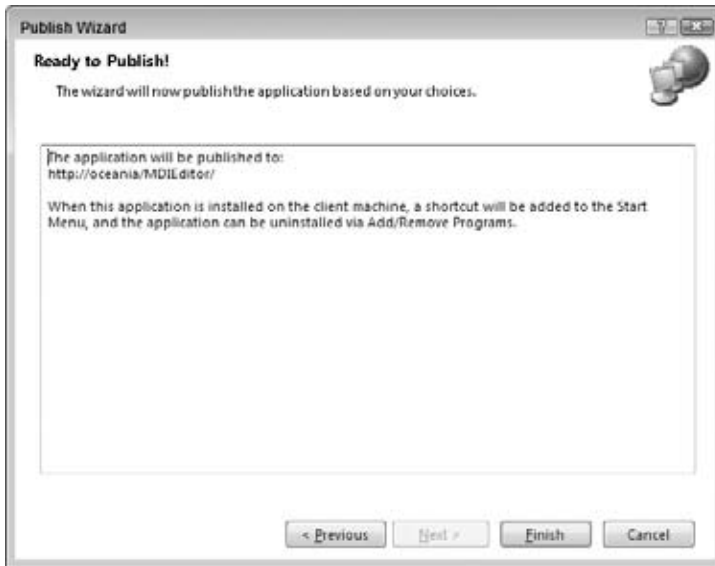 Publish Wizard
Ready to Publish!
The wizard will now publish the application based on your choices.
The application will be published to:
http://oceania/MDIEditor/
When this application is installed on the client machine, a shortcut will be added to the Start
Menu, and the application can be uninstalled via Add/Remove Programs.
< Previous
Next >
Finish
Cancel